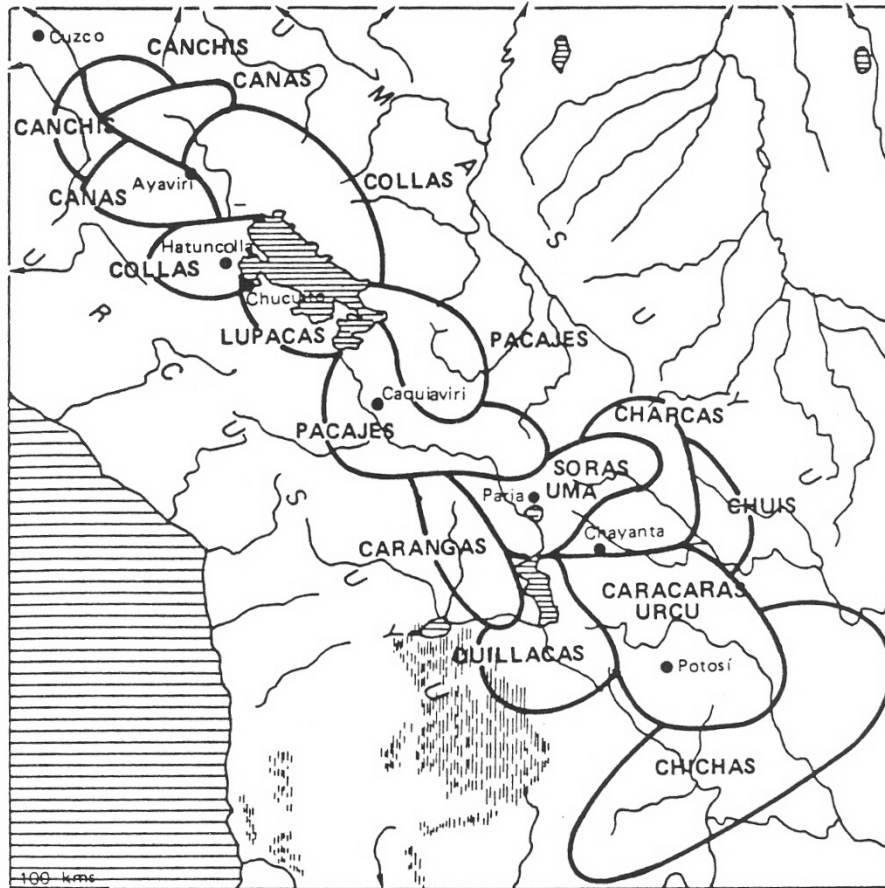 Cuzco
CANCHIS
CANAS
CANCHIS
CANAS
Ayaviri
COLLAS
Hatuncolla
COLLAS
Chucuito
LUPACAS
PACAJES
Caquiaviri
PACAJES
CHARCAS
SORAS
UMA
Paria
CHUIS
Chayanta
CARANGAS
CARACARAS
URCU
QUILLACAS
Potosí
CHICHAS
U M A S U Y U
U R C U S U Y U
100 kms